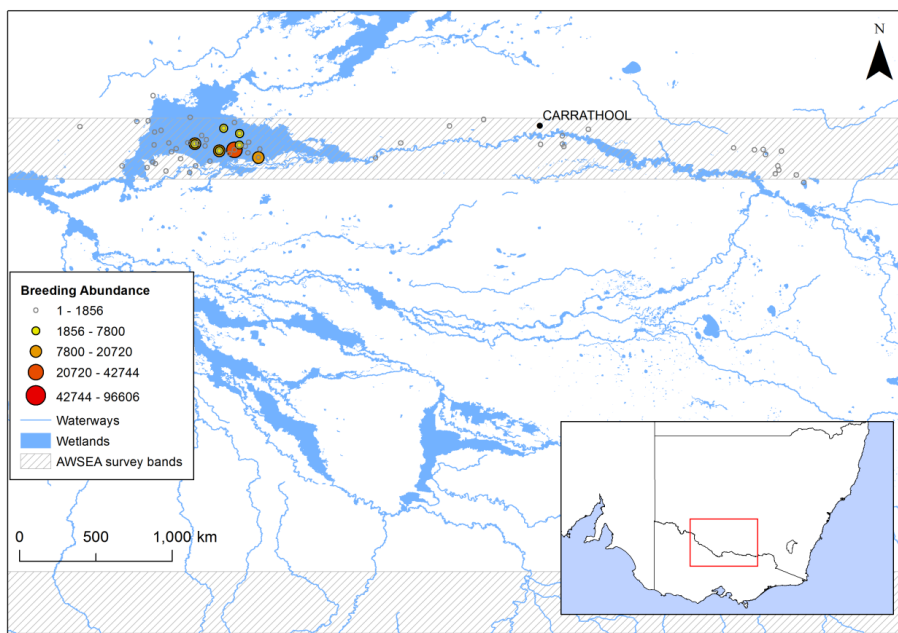 N
CARRATHOOL
Breeding Abundance
1 - 1856
1856 - 7800
7800 - 20720
20720 - 42744
42744 - 96606
Waterways
Wetlands
AWSEA survey bands
0 500 1,000 km